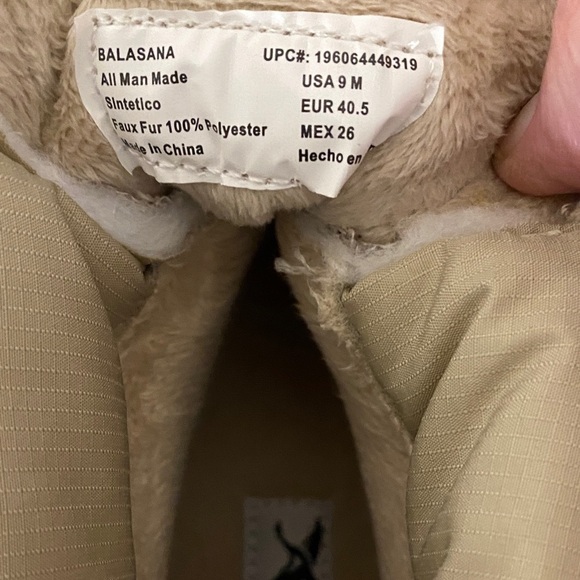 BALASANA UPC#: 196064449319
All Man Made USA 9 M
SIntetIco EUR 40.5
Faux Fur 100% Polyester MEX 26
Made in China Hecho en